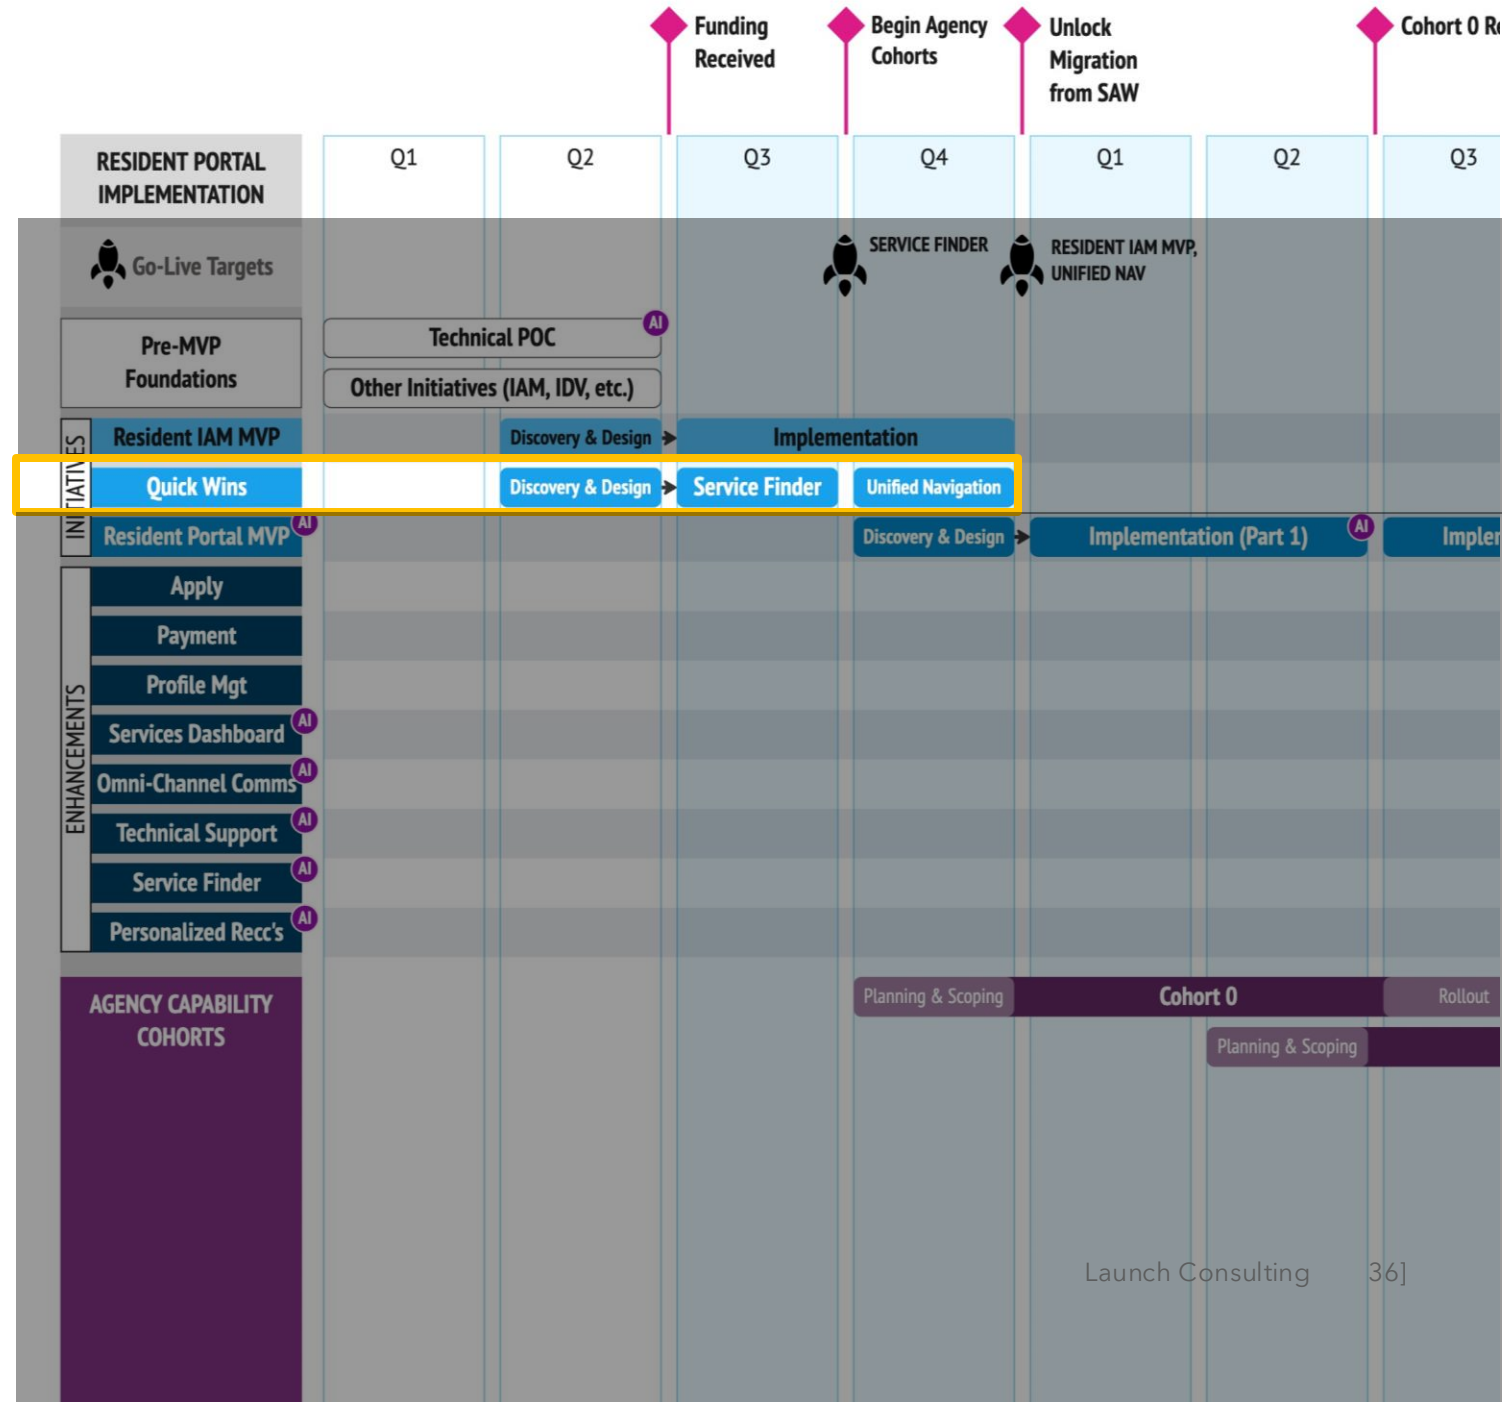 Funding
Received
Begin Agency
Cohorts
Unlock
Migration
from SAW
Cohort 0
RESIDENT PORTAL
IMPLEMENTATION
Q1
Q2
Q3
Q4
Q1
Q2
Q3
Go-Live Targets
SERVICE FINDER
RESIDENT IAM MVP,
UNIFIED NAV
Pre-MVP
Foundations
Technical POC
AI
Other Initiatives (IAM, IDV, etc.)
INITIATIVES
Resident IAM MVP
Discovery & Design
Implementation
Quick Wins
Discovery & Design
Service Finder
Unified Navigation
Resident Portal MVP
AI
Discovery & Design
Implementation (Part 1)
AI
ENHANCEMENTS
Apply
Payment
Profile Mgt
Services Dashboard
AI
Omni-Channel Comms
AI
Technical Support
AI
Service Finder
AI
Personalized Recc's
AI
AGENCY CAPABILITY
COHORTS
Planning & Scoping
Cohort 0
Rollout
Planning & Scoping
Launch Consulting 36]